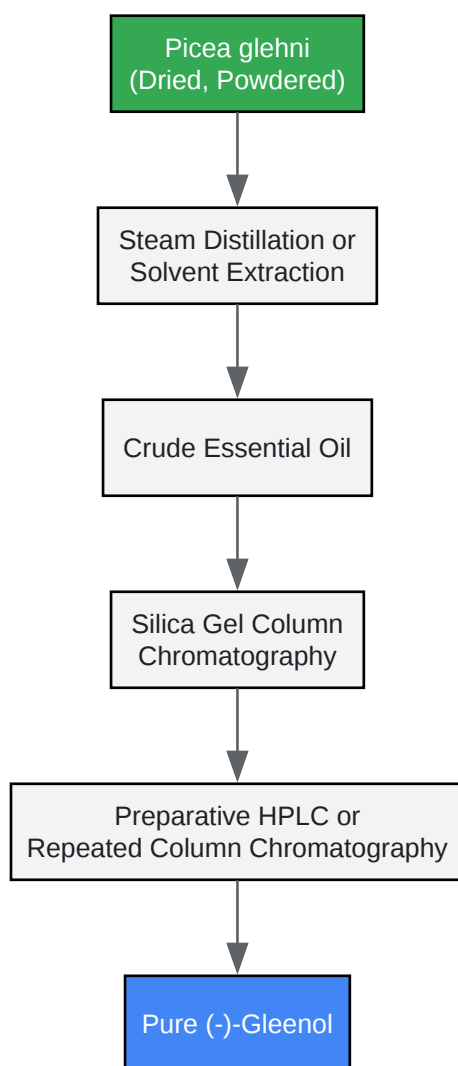 Picea glehni
(Dried, Powdered)
Steam Distillation or
Solvent Extraction
Crude Essential Oil
Silica Gel Column
Chromatography
Preparative HPLC or
Repeated Column Chromatography
Pure (-)-Gleenol